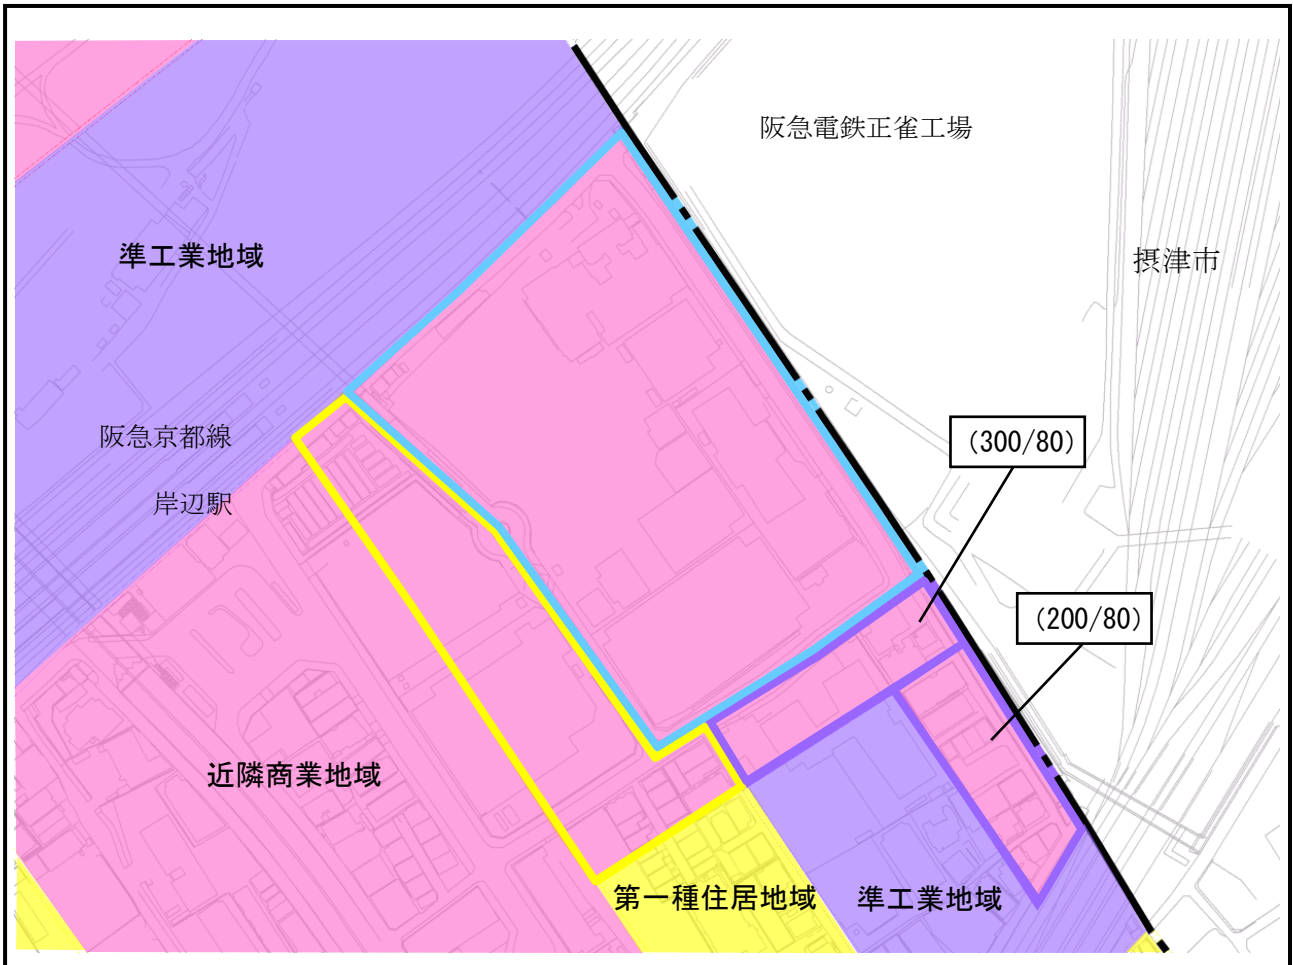 阪急電鉄正雀工場
準工業地域
摂津市
阪急京都線
岸辺駅
（300/80）
（200/80）
近隣商業地域
第一種住居地域
準工業地域